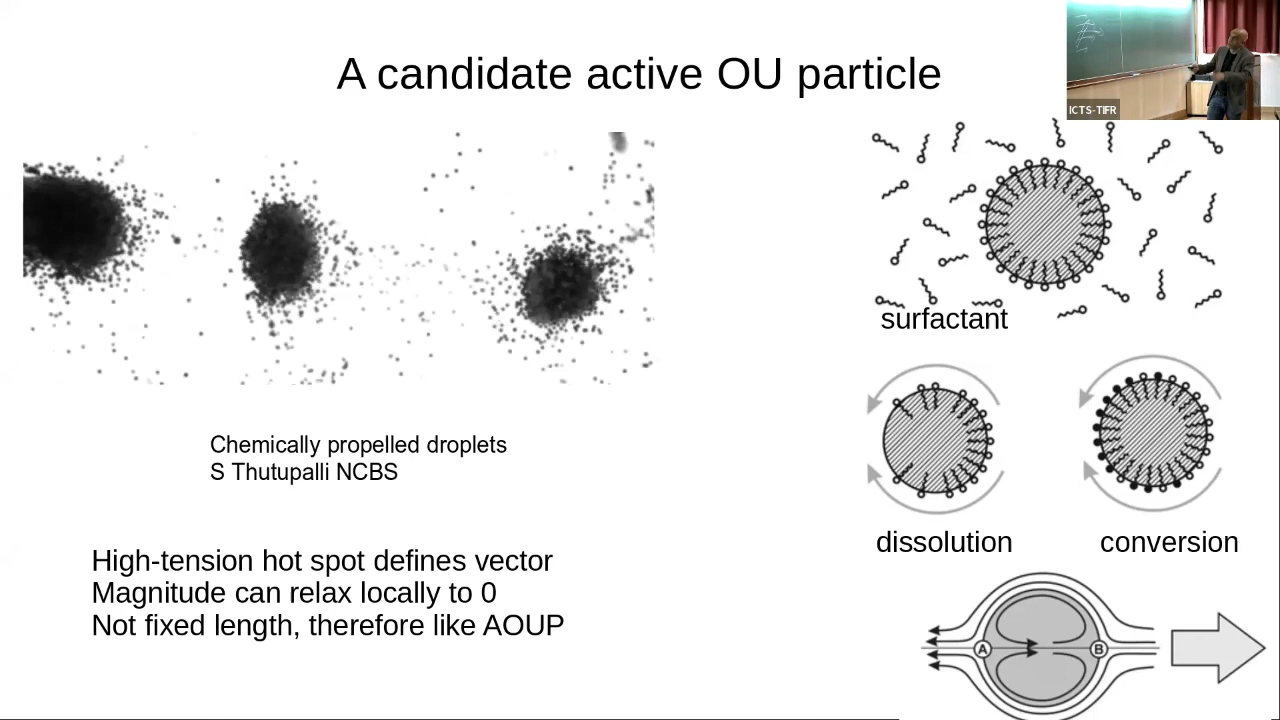 A candidate active OU particle
ICTS-TIFR
surfactant
Chemically propelled droplets
S Thutupalli NCBS
dissolution
conversion
High-tension hot spot defines vector
Magnitude can relax locally to 0
Not fixed length, therefore like AOUP
A
B